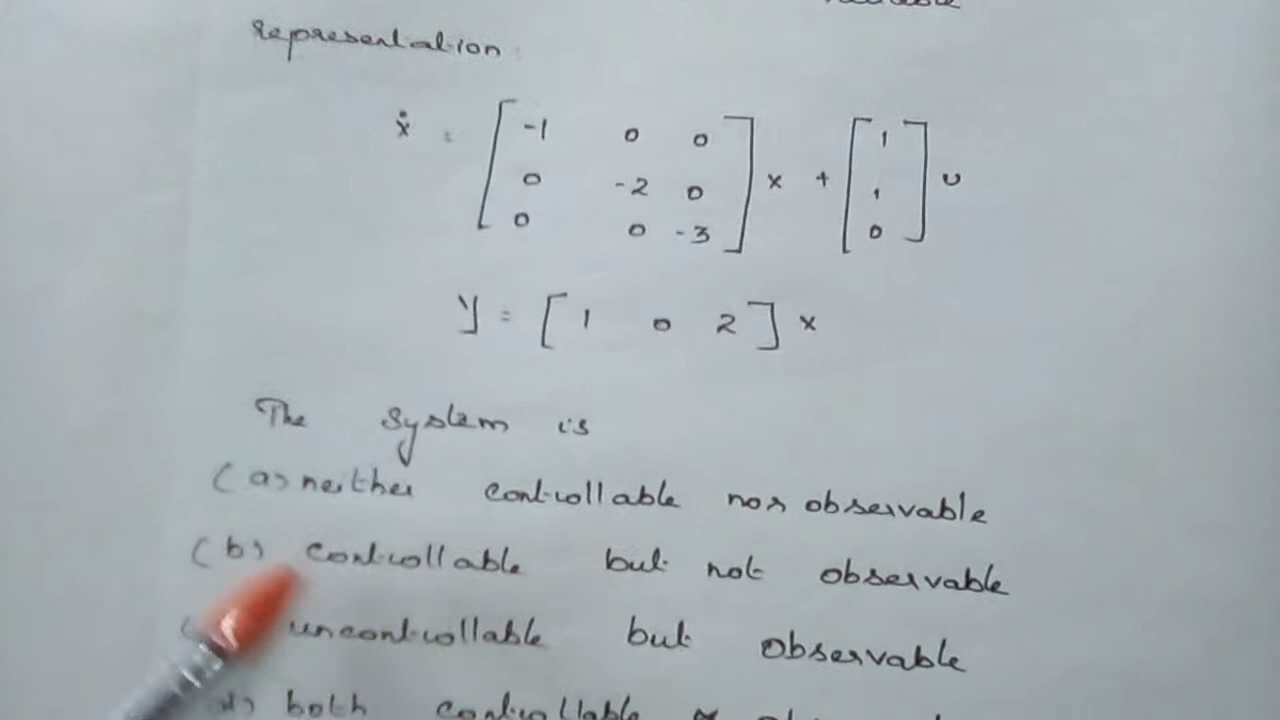 Representation
ẋ = [ -1 0 0 ] x + [ 1 ] U
[ 0 -2 0 ] [ 1 ]
[ 0 0 -3 ] [ 0 ]
y = [ 1 0 2 ] x
The system is
(a) neither controllable nor observable
(b) controllable but not observable
uncontrollable but observable
both controllable